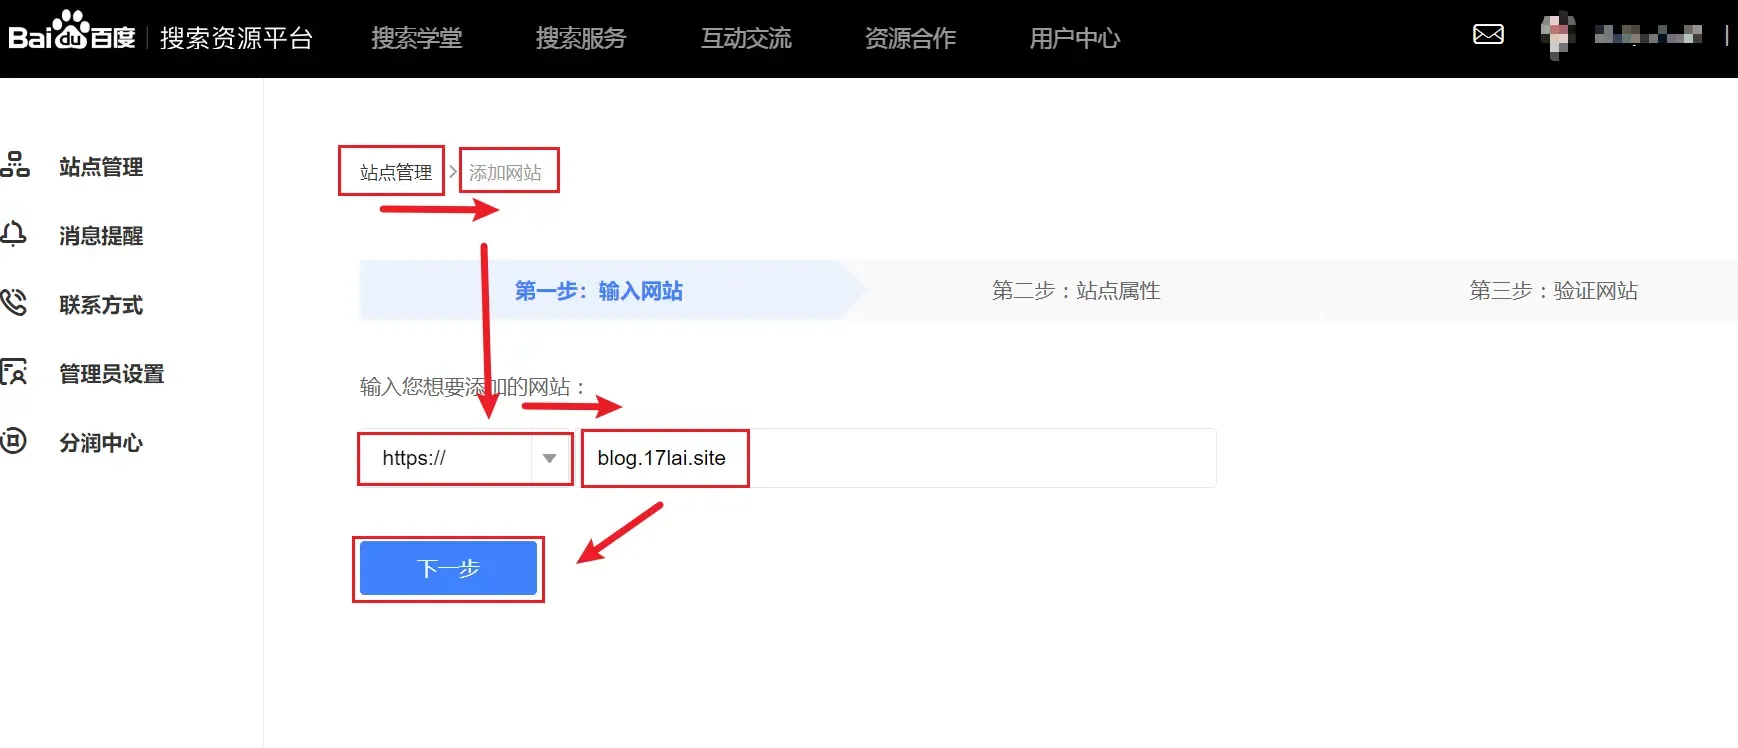 Bai du 百度 搜索资源平台 搜索学堂 搜索服务 互动交流 资源合作 用户中心
站点管理
消息提醒
联系方式
管理员设置
分润中心
站点管理 > 添加网站
第一步：输入网站 第二步：站点属性 第三步：验证网站
输入您想要添加的网站：
https:// blog.17lai.site
下一步